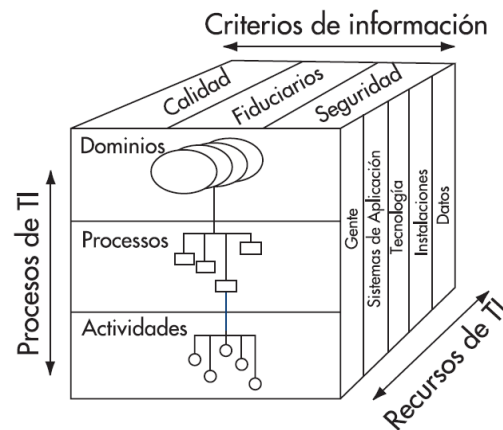 Criterios de información
Calidad
Fiduciarios
Seguridad
Dominios
Processos
Actividades
Procesos de TI
Gente
Sistemas de Aplicación
Tecnología
Instalaciones
Datos
Recursos de TI